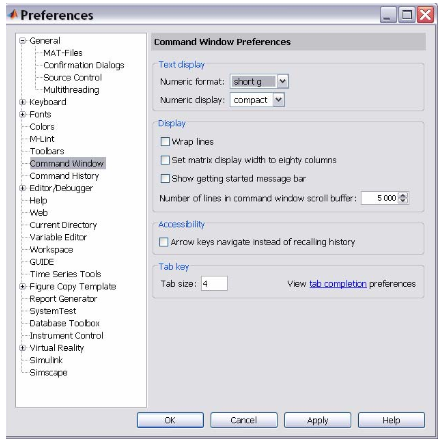 Preferences
General
MAT-Files
Confirmation Dialogs
Source Control
Multithreading
Keyboard
Fonts
Colors
M-Lint
Toolbars
Command Window
Command History
Editor/Debugger
Help
Web
Current Directory
Variable Editor
Workspace
GUIDE
Time Series Tools
Figure Copy Template
Report Generator
SystemTest
Database Toolbox
Instrument Control
Virtual Reality
Simulink
Simscape
Command Window Preferences
Text display
Numeric format: short g
Numeric display: compact
Display
Wrap lines
Set matrix display width to eighty columns
Show getting started message bar
Number of lines in command window scroll buffer: 5 000
Accessibility
Arrow keys navigate instead of recalling history
Tab key
Tab size: 4 View tab completion preferences
OK Cancel Apply Help